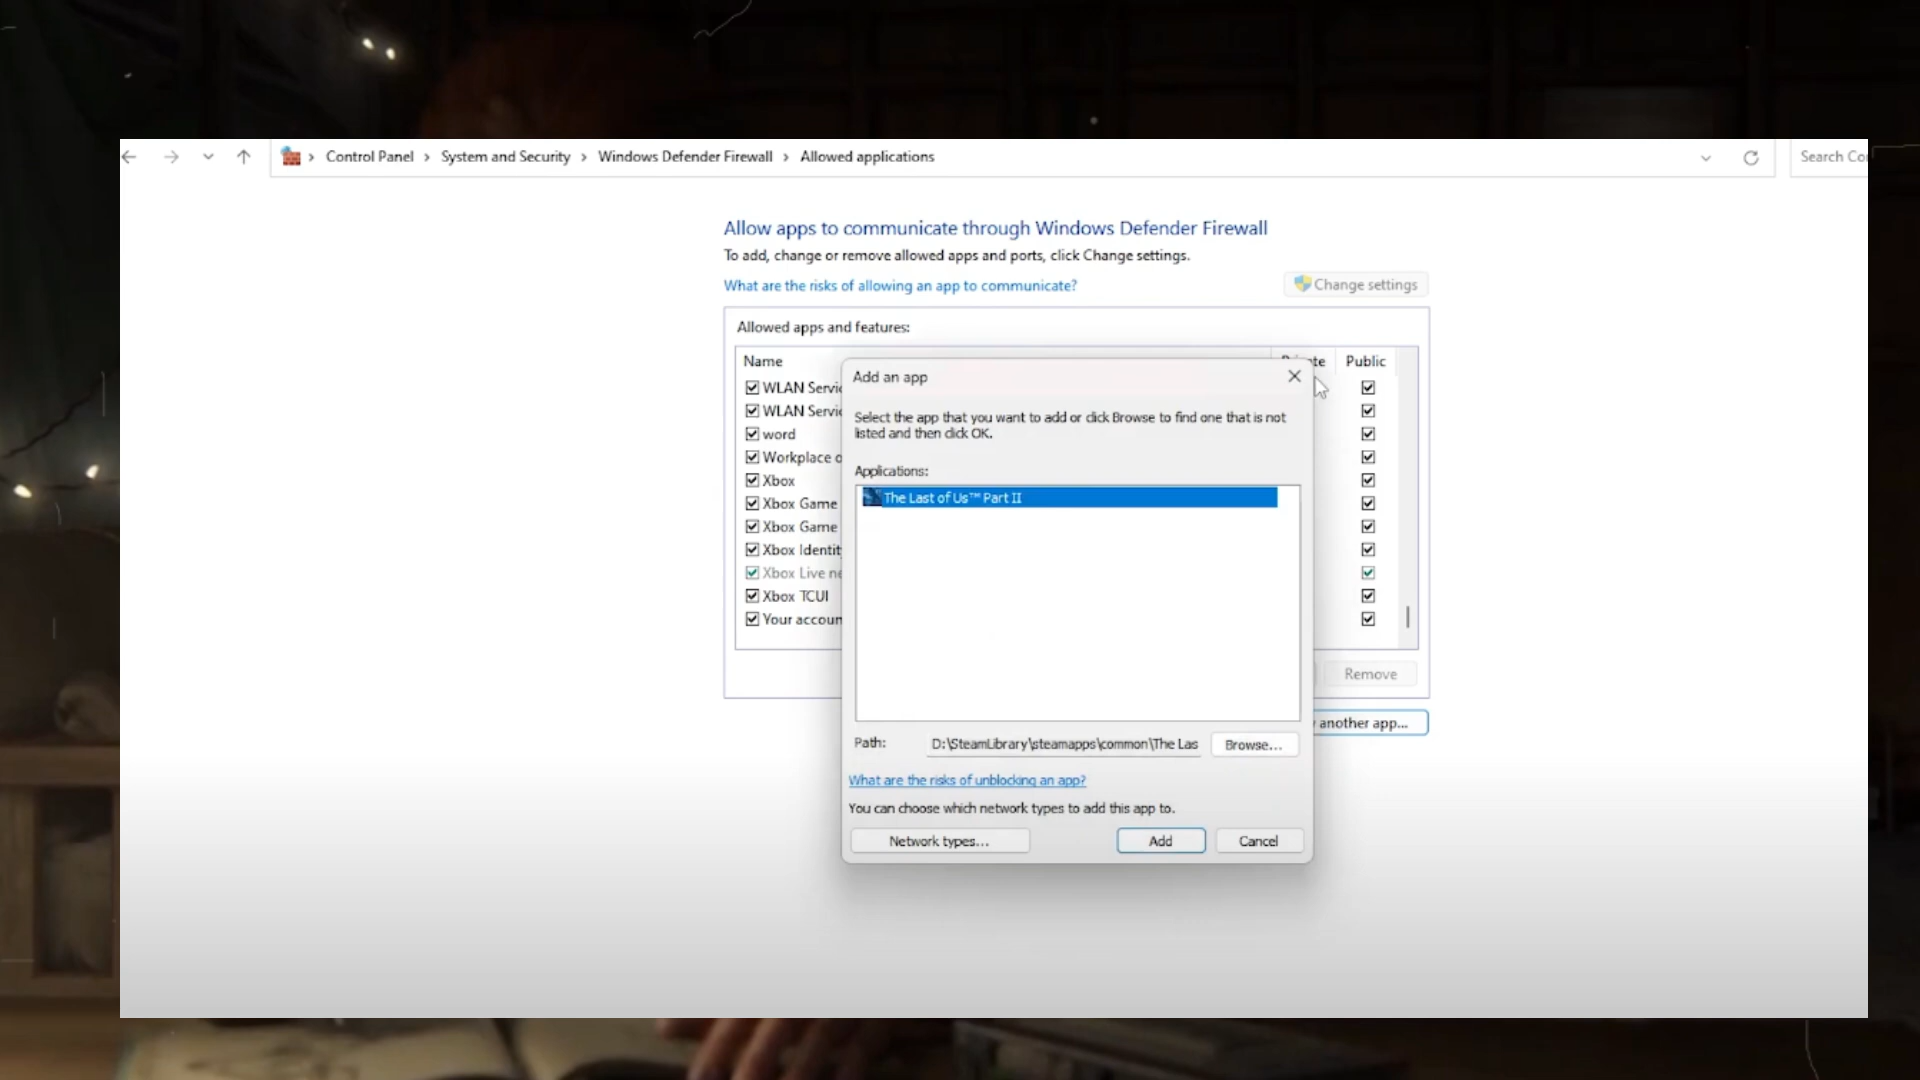 Control Panel > System and Security > Windows Defender Firewall > Allowed applications
Search
Allow apps to communicate through Windows Defender Firewall
To add, change or remove allowed apps and ports, click Change settings.
What are the risks of allowing an app to communicate?
Change settings
Allowed apps and features:
Name
Public
WLAN
WLAN
word
Workplace
Xbox
Xbox Game
Xbox Game
Xbox
Xbox Live
Xbox TCUI
Your
Remove
another app...
Add an app
Select the app that you want to add or click Browse to find one that is not
listed and then click OK.
Applications:
The Last of Us™ Part II
Path:
D:\SteamLibrary\steamapps\common\The Las
Browse...
What are the risks of unblocking an app?
You can choose which network types to add this app to.
Network types...
Add
Cancel